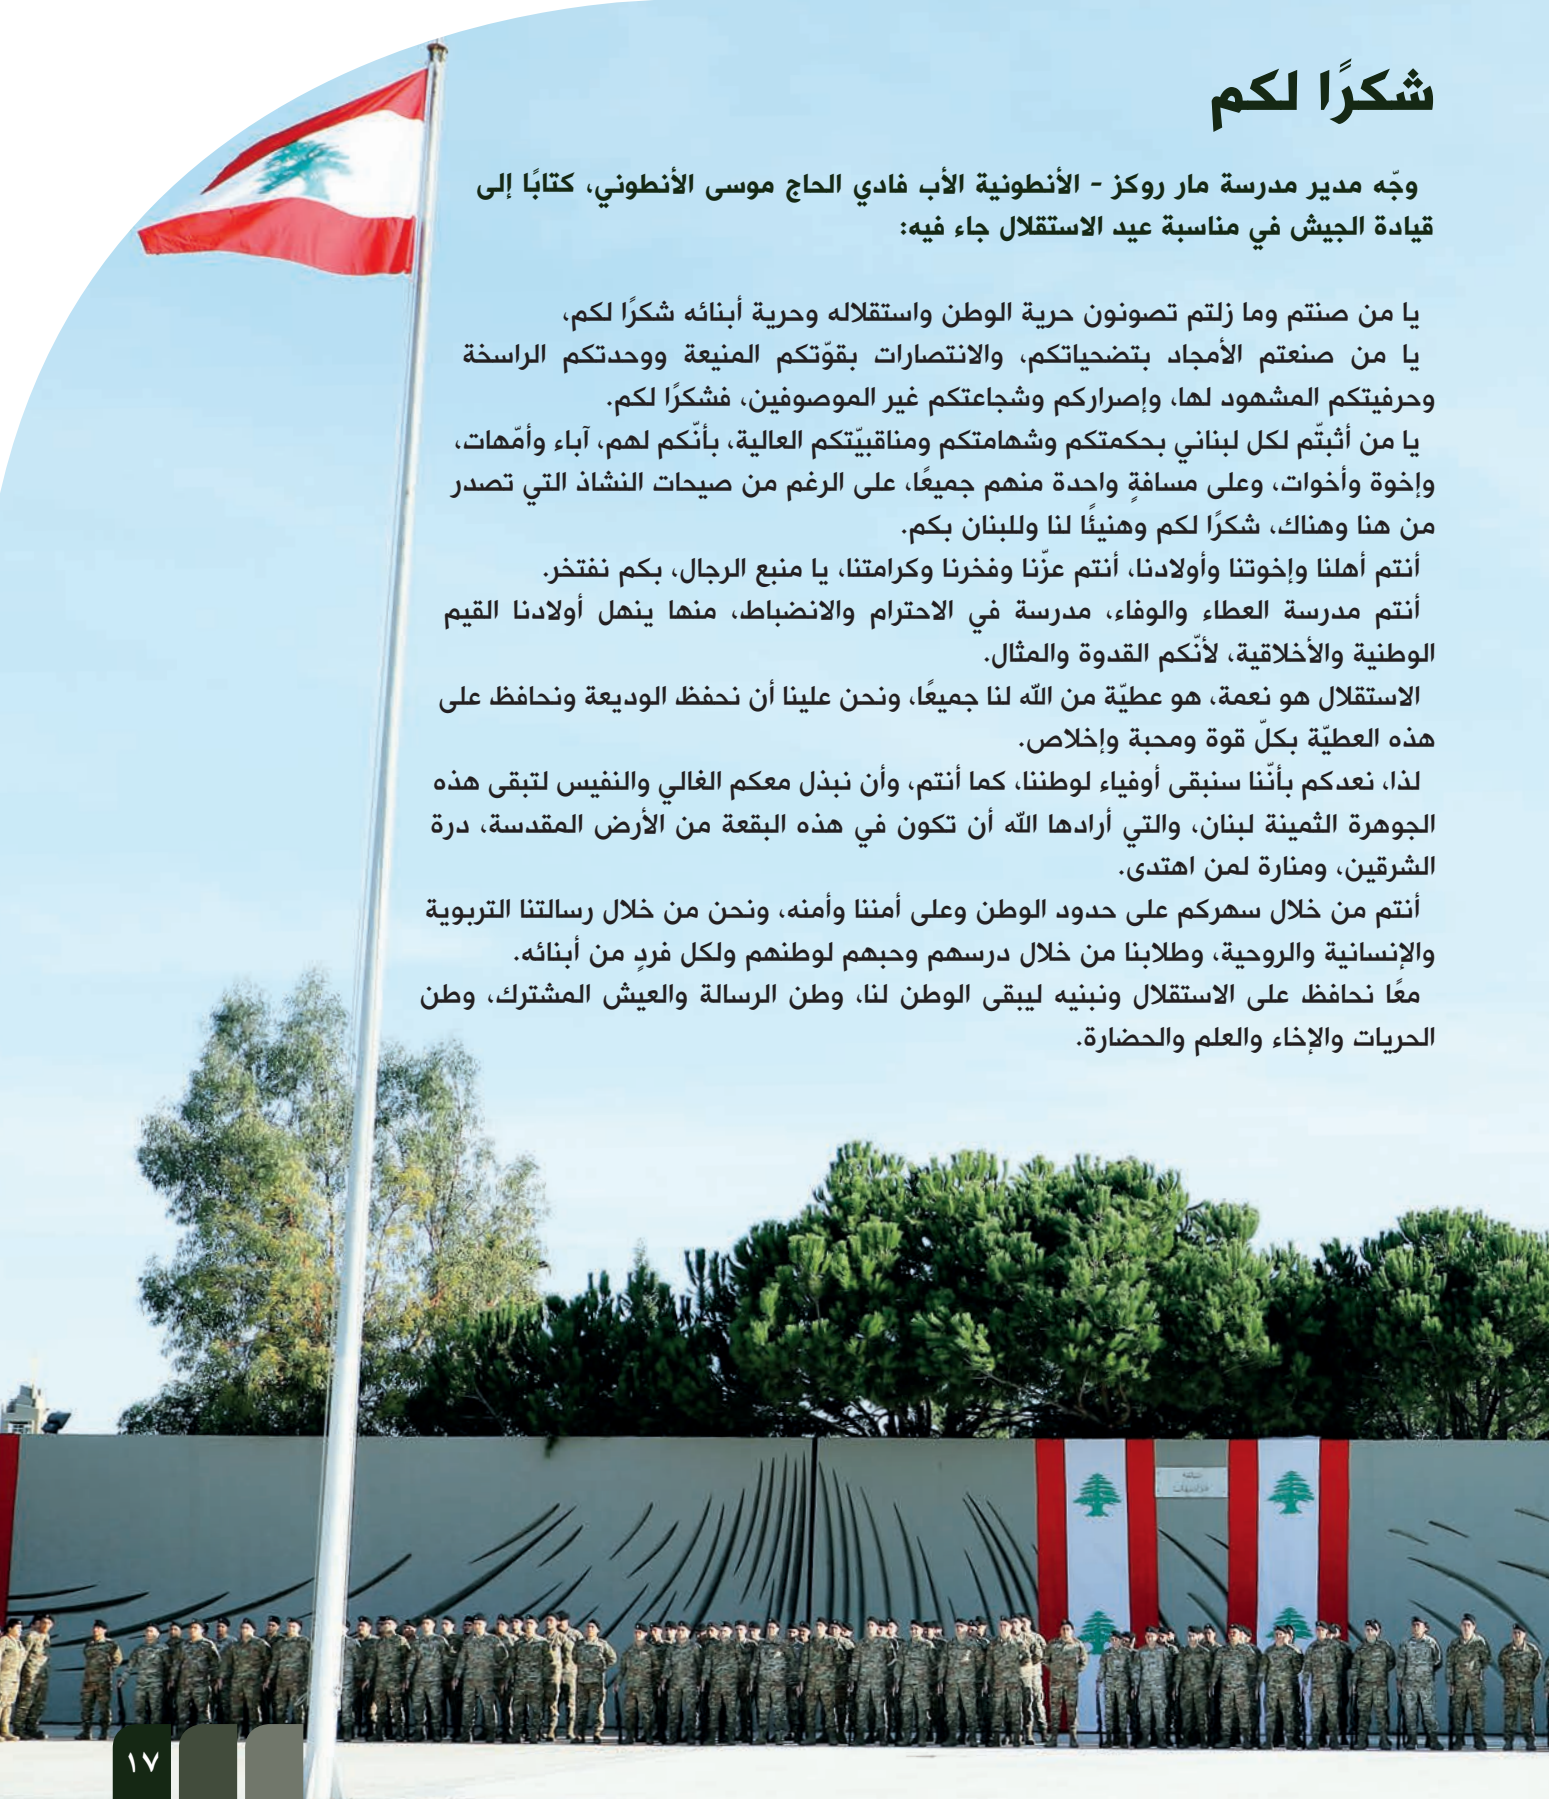 شكرًا لكم
وجّه مدير مدرسة مار روكز - الأنطونية الأب فادي الحاج موسى الأنطوني، كتابًا إلى
قيادة الجيش في مناسبة عيد الاستقلال جاء فيه:
يا من صنتم وما زلتم تصونون حرية الوطن واستقلاله وحرية أبنائه شكرًا لكم،
يا من صنعتم الأمجاد بتضحياتكم، والانتصارات بقوّتكم المنيعة ووحدتكم الراسخة
وحرفيتكم المشهود لها، وإصراركم وشجاعتكم غير الموصوفين، فشكرًا لكم.
يا من أثبتّم لكل لبناني بحكمتكم وشهامتكم ومناقبيّتكم العالية، بأنّكم لهم، آباء وأمّهات،
وإخوة وأخوات، وعلى مسافةٍ واحدة منهم جميعًا، على الرغم من صيحات النشاذ التي تصدر
من هنا وهناك، شكرًا لكم وهنيئًا لنا وللبنان بكم.
أنتم أهلنا وإخوتنا وأولادنا، أنتم عزّنا وفخرنا وكرامتنا، يا منبع الرجال، بكم نفتخر.
أنتم مدرسة العطاء والوفاء، مدرسة في الاحترام والانضباط، منها ينهل أولادنا القيم
الوطنية والأخلاقية، لأنّكم القدوة والمثال.
الاستقلال هو نعمة، هو عطيّة من الله لنا جميعًا، ونحن علينا أن نحفظ الوديعة ونحافظ على
هذه العطيّة بكلّ قوة ومحبة وإخلاص.
لذا، نعدكم بأنّنا سنبقى أوفياء لوطننا، كما أنتم، وأن نبذل معكم الغالي والنفيس لتبقى هذه
الجوهرة الثمينة لبنان، والتي أرادها الله أن تكون في هذه البقعة من الأرض المقدسة، درة
الشرقين، ومنارة لمن اهتدى.
أنتم من خلال سهركم على حدود الوطن وعلى أمننا وأمنه، ونحن من خلال رسالتنا التربوية
والإنسانية والروحية، وطلابنا من خلال درسهم وحبهم لوطنهم ولكل فردٍ من أبنائه.
معًا نحافظ على الاستقلال ونبنيه ليبقى الوطن لنا، وطن الرسالة والعيش المشترك، وطن
الحريات والإخاء والعلم والحضارة.
١٧